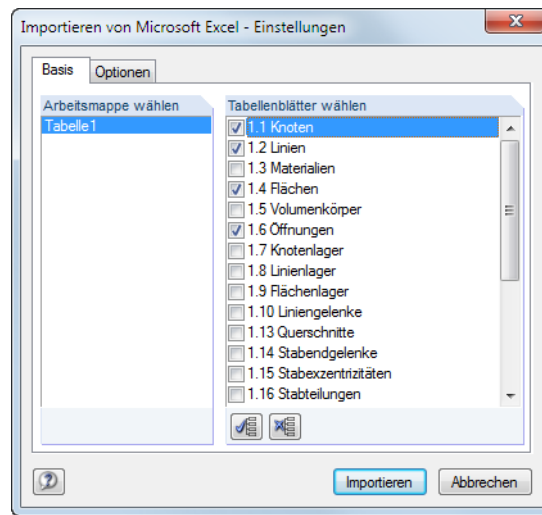 Importieren von Microsoft Excel - Einstellungen
Basis
Optionen
Arbeitsmappe wählen
Tabelle1
Tabellenblätter wählen
1.1 Knoten
1.2 Linien
1.3 Materialien
1.4 Flächen
1.5 Volumenkörper
1.6 Öffnungen
1.7 Knotenlager
1.8 Linienlager
1.9 Flächenlager
1.10 Liniengelenke
1.13 Querschnitte
1.14 Stabendgelenke
1.15 Stabexzentrizitäten
1.16 Stabteilungen
Importieren
Abbrechen